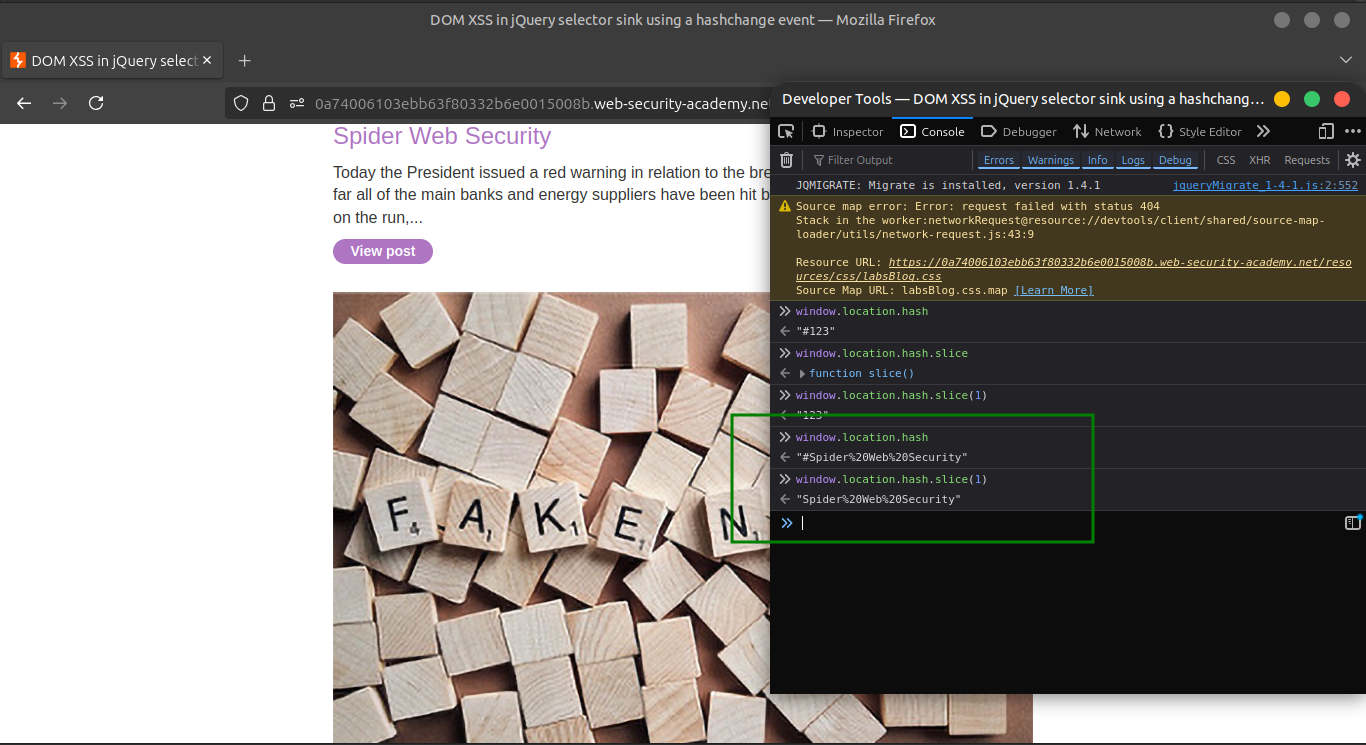 DOM XSS in jQuery selector sink using a hashchange event — Mozilla Firefox
DOM XSS in jQuery select
0a74006103ebb63f80332b6e0015008b.web-security-academy.ne
Spider Web Security
Today the President issued a red warning in relation to the bre
far all of the main banks and energy suppliers have been hit b
on the run,...
View post
F A K E N
4 1 1 1
Developer Tools — DOM XSS in jQuery selector sink using a hashchang...
Inspector Console Debugger Network Style Editor
Filter Output Errors Warnings Info Logs Debug CSS XHR Requests
JQMIGRATE: Migrate is installed, version 1.4.1 jqueryMigrate_1-4-1.js:2:552
Source map error: Error: request failed with status 404
Stack in the worker:networkRequest@resource://devtools/client/shared/source-map-
loader/utils/network-request.js:43:9
Resource URL: https://0a74006103ebb63f80332b6e0015008b.web-security-academy.net/reso
urces/css/labsBlog.css
Source Map URL: labsBlog.css.map [Learn More]
window.location.hash
"#123"
window.location.hash.slice
function slice()
window.location.hash.slice(1)
"123"
window.location.hash
"#Spider%20Web%20Security"
window.location.hash.slice(1)
"Spider%20Web%20Security"